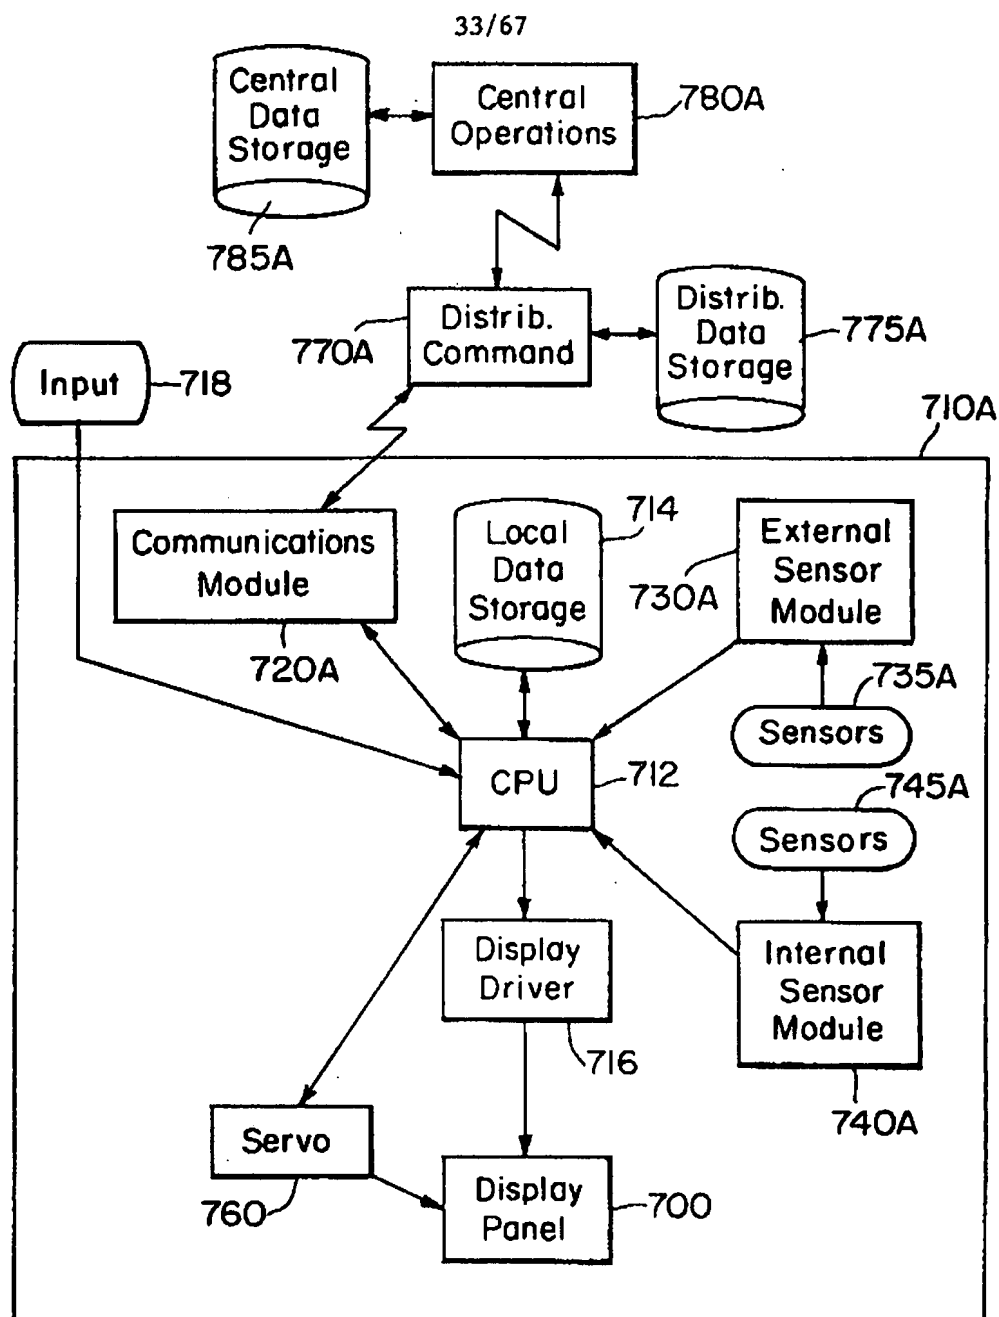 33/67
Central
Data
Storage
785A
Central
Operations
780A
Distrib.
Command
770A
Distrib.
Data
Storage
775A
Input
718
710A
Communications
Module
720A
Local
Data
Storage
714
External
Sensor
Module
730A
Sensors
735A
CPU
712
Sensors
745A
Internal
Sensor
Module
740A
Display
Driver
716
Servo
760
Display
Panel
700